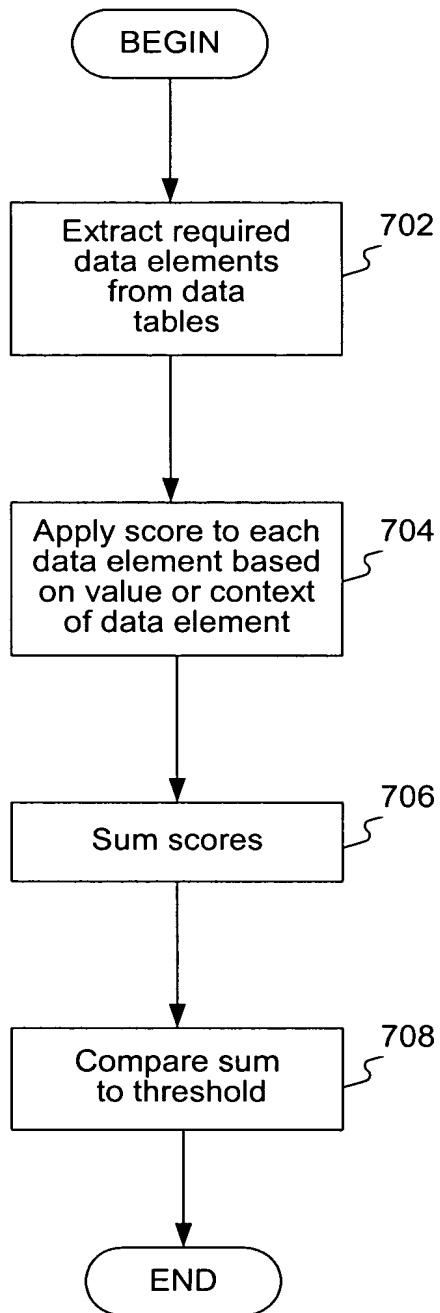 BEGIN
702
Extract required
data elements
from data
tables
704
Apply score to each
data element based
on value or context
of data element
706
Sum scores
708
Compare sum
to threshold
END